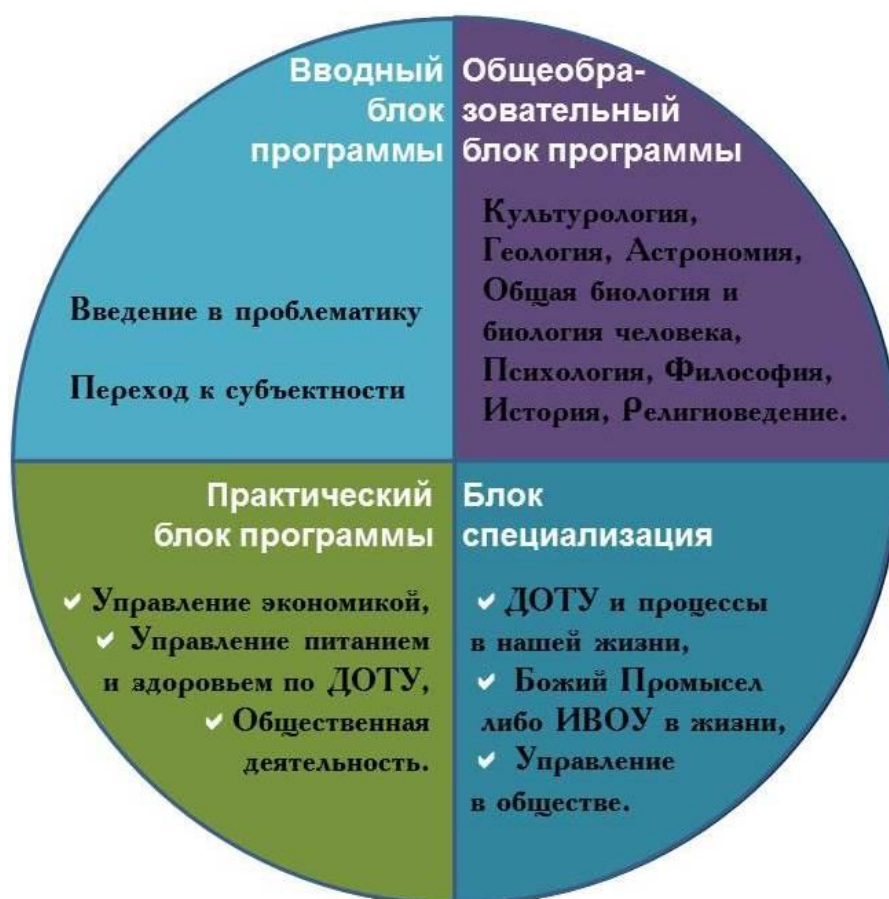 Вводный
блок
программы
Введение в проблематику
Переход к субъектности
Общеобра-
зовательный
блок программы
Культурология,
Геология, Астрономия,
Общая биология и
биология человека,
Психология, Философия,
История, Религиоведение.
Практический
блок программы
Управление экономикой,
Управление питанием
и здоровьем по ДОТУ,
Общественная
деятельность.
Блок
специализация
ДОТУ и процессы
в нашей жизни,
Божий Промысел
либо ИВОУ в жизни,
Управление
в обществе.